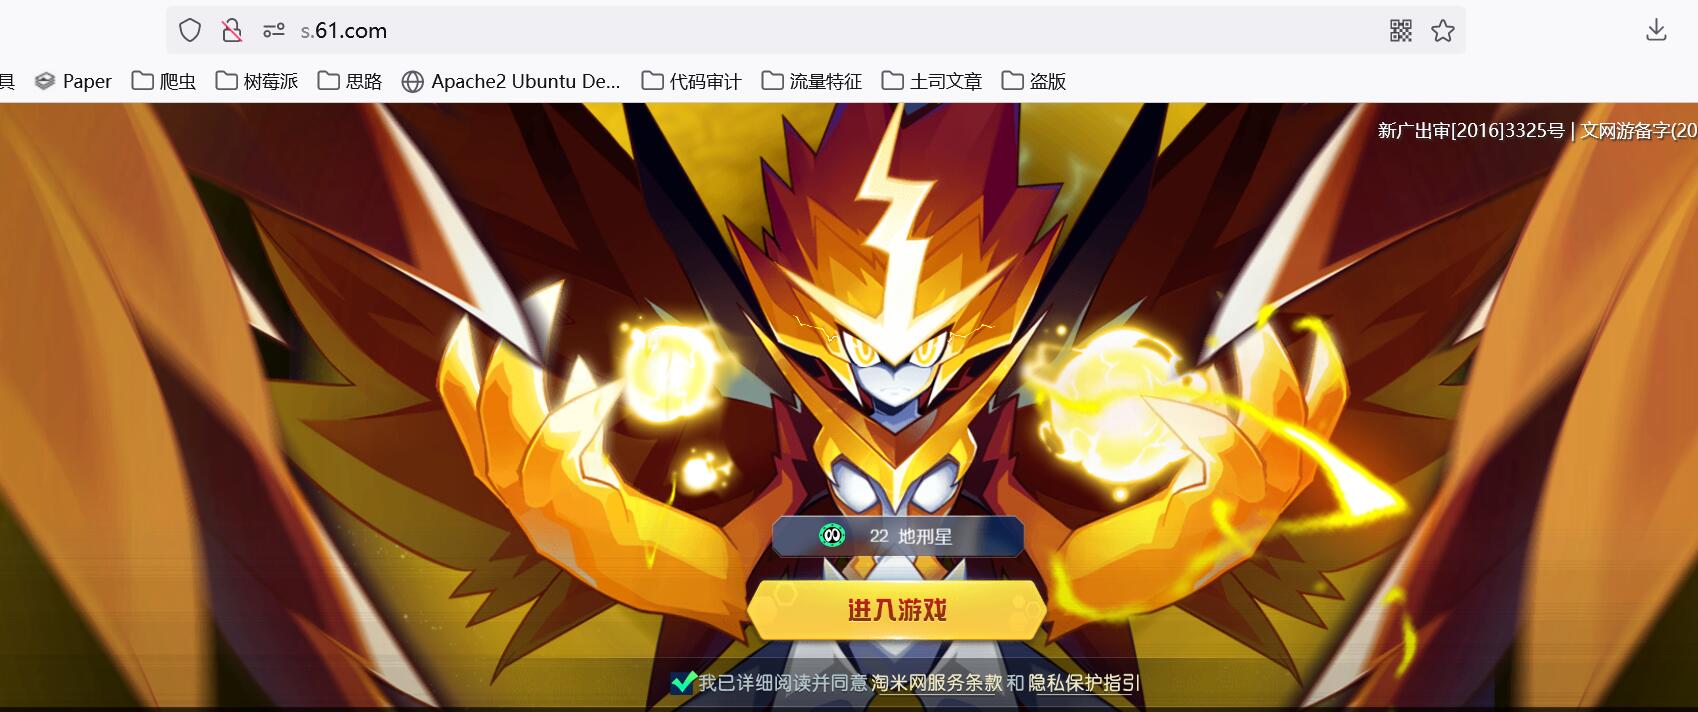 s.61.com
具 Paper 爬虫 树莓派 思路 Apache2 Ubuntu De... 代码审计 流量特征 土司文章 盗版
新广出审[2016]3325号 | 文网游备字(20
22 地刑星
进入游戏
我已详细阅读并同意 淘米网服务条款 和 隐私保护指引